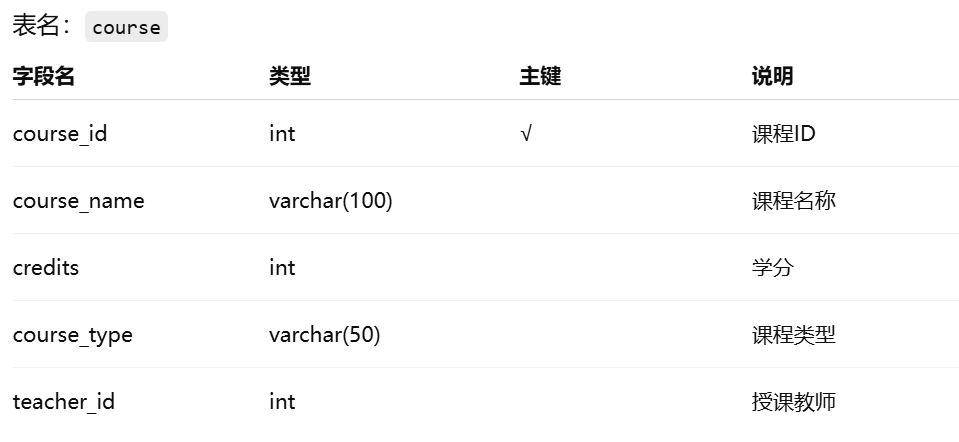 表名： course
字段名 类型 主键 说明
course_id int √ 课程ID
course_name varchar(100) 课程名称
credits int 学分
course_type varchar(50) 课程类型
teacher_id int 授课教师